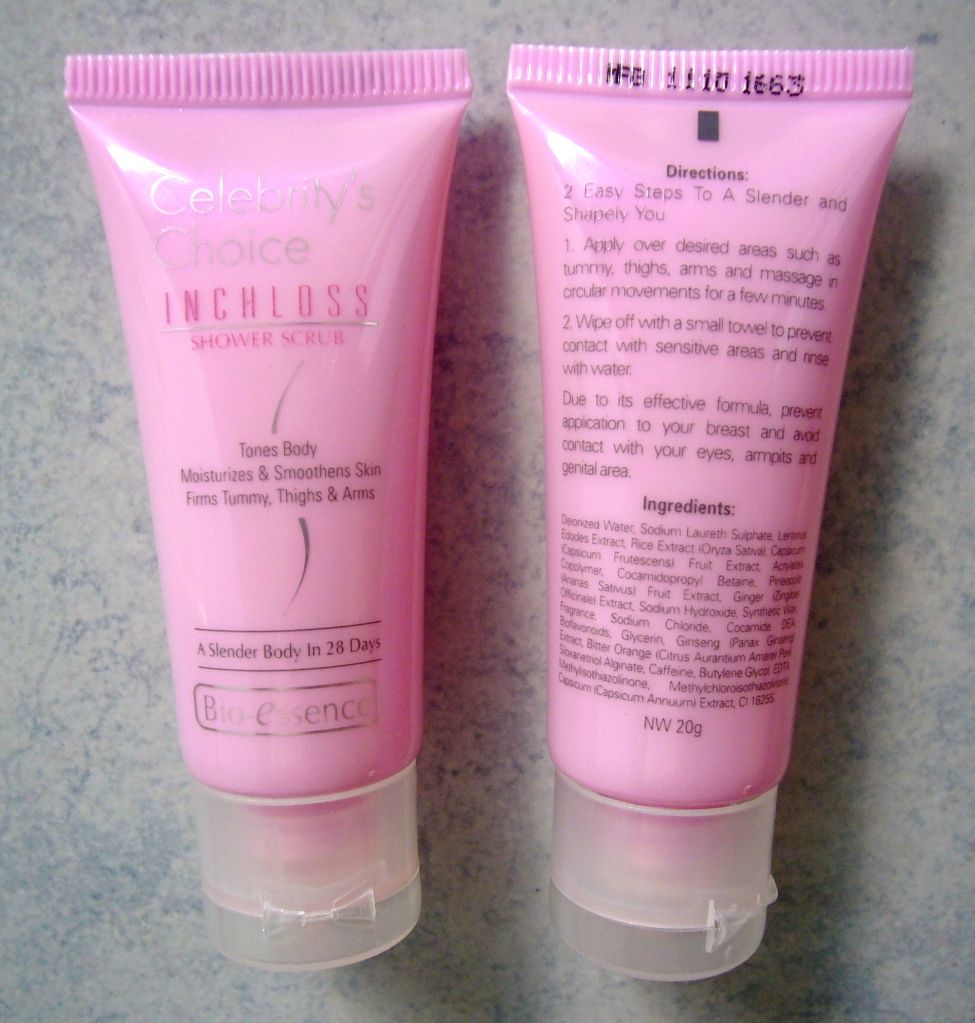 Celebrity's
Choice
INCHLOSS
SHOWER SCRUB
Tones Body
Moisturizes & Smoothens Skin
Firms Tummy, Thighs & Arms
A Slender Body In 28 Days
Bio-essence
MFG 1110 1663
Directions:
2 Easy Steps To A Slender and
Shapely You
1. Apply over desired areas such as
tummy, thighs, arms and massage in
circular movements for a few minutes.
2. Wipe off with a small towel to prevent
contact with sensitive areas and rinse
with water.
Due to its effective formula, prevent
application to your breast and avoid
contact with your eyes, armpits and
genital area.
Ingredients:
Deionized Water, Sodium Laureth Sulphate, Lentinus
Edodes Extract, Rice Extract (Oryza Sativa), Capsicum
(Capsicum Frutescens) Fruit Extract, Acrylates
Copolymer, Cocamidopropyl Betaine, Pineapple
(Ananas Sativus) Fruit Extract, Ginger (Zingiber
Officinale) Extract, Sodium Hydroxide, Synthetic Wax,
Fragrance, Sodium Chloride, Cocamide DEA,
Bioflavonoids, Glycerin, Ginseng (Panax Ginseng)
Extract, Bitter Orange (Citrus Aurantium Amara) Peel,
Siloxanetriol Alginate, Caffeine, Butylene Glycol, EDTA,
Methylisothiazolinone, Methylchloroisothiazolinone,
Capsicum (Capsicum Annuum) Extract, CI 16255.
NW 20g